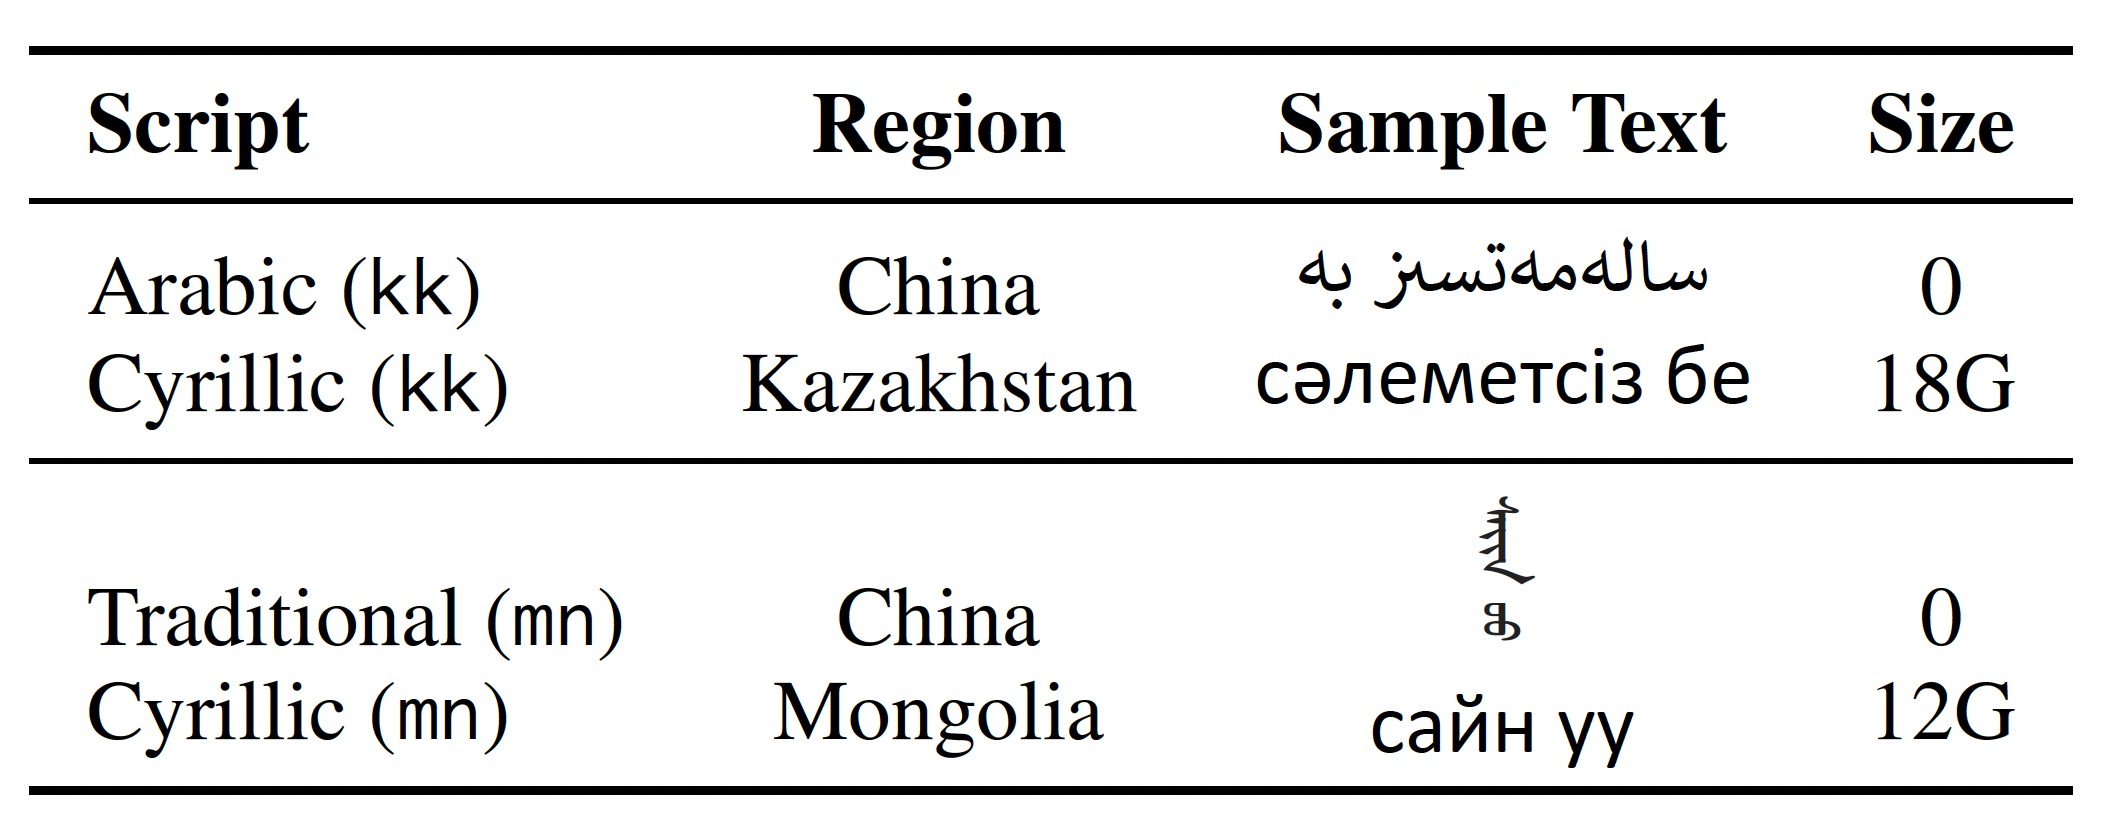 Script Region Sample Text Size
Arabic (kk) China سالەمەتسىز بە 0
Cyrillic (kk) Kazakhstan сәлеметсіз бе 18G
Traditional (mn) China ᠰᠠᠶᠢᠨ ᠤᠤ 0
Cyrillic (mn) Mongolia сайн уу 12G